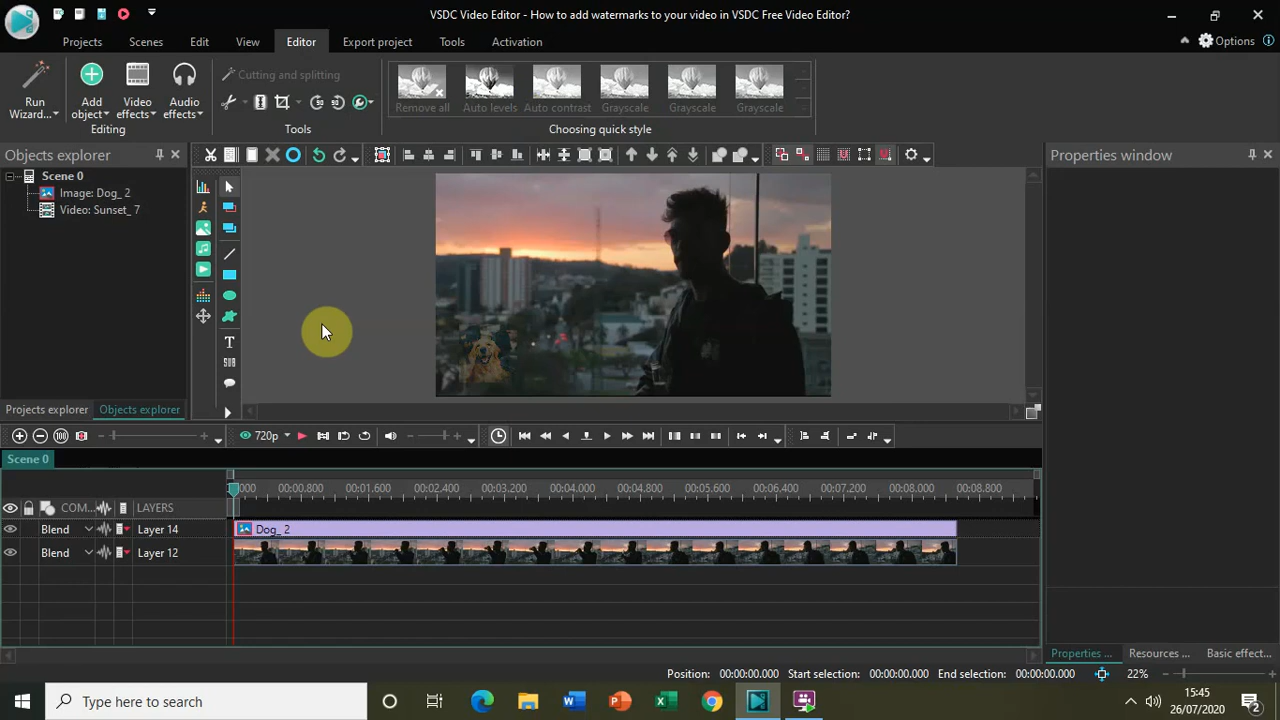 VSDC Video Editor - How to add watermarks to your video in VSDC Free Video Editor?
Projects Scenes Edit View Editor Export project Tools Activation
Options
Run Wizard...
Add object
Video effects
Audio effects
Editing
Cutting and splitting
Tools
Remove all
Auto levels
Auto contrast
Grayscale
Grayscale
Grayscale
Choosing quick style
Objects explorer
Scene 0
Image: Dog_ 2
Video: Sunset_ 7
Properties window
Projects explorer
Objects explorer
T
720p
Scene 0
000 00:00.800 00:01.600 00:02.400 00:03.200 00:04.000 00:04.800 00:05.600 00:06.400 00:07.200 00:08.000 00:08.800
COM... LAYERS
Blend Layer 14 Dog_ 2
Blend Layer 12
Properties ... Resources ... Basic effect...
Position: 00:00:00.000 Start selection: 00:00:00.000 End selection: 00:00:00.000 22%
Type here to search
15:45
26/07/2020
2